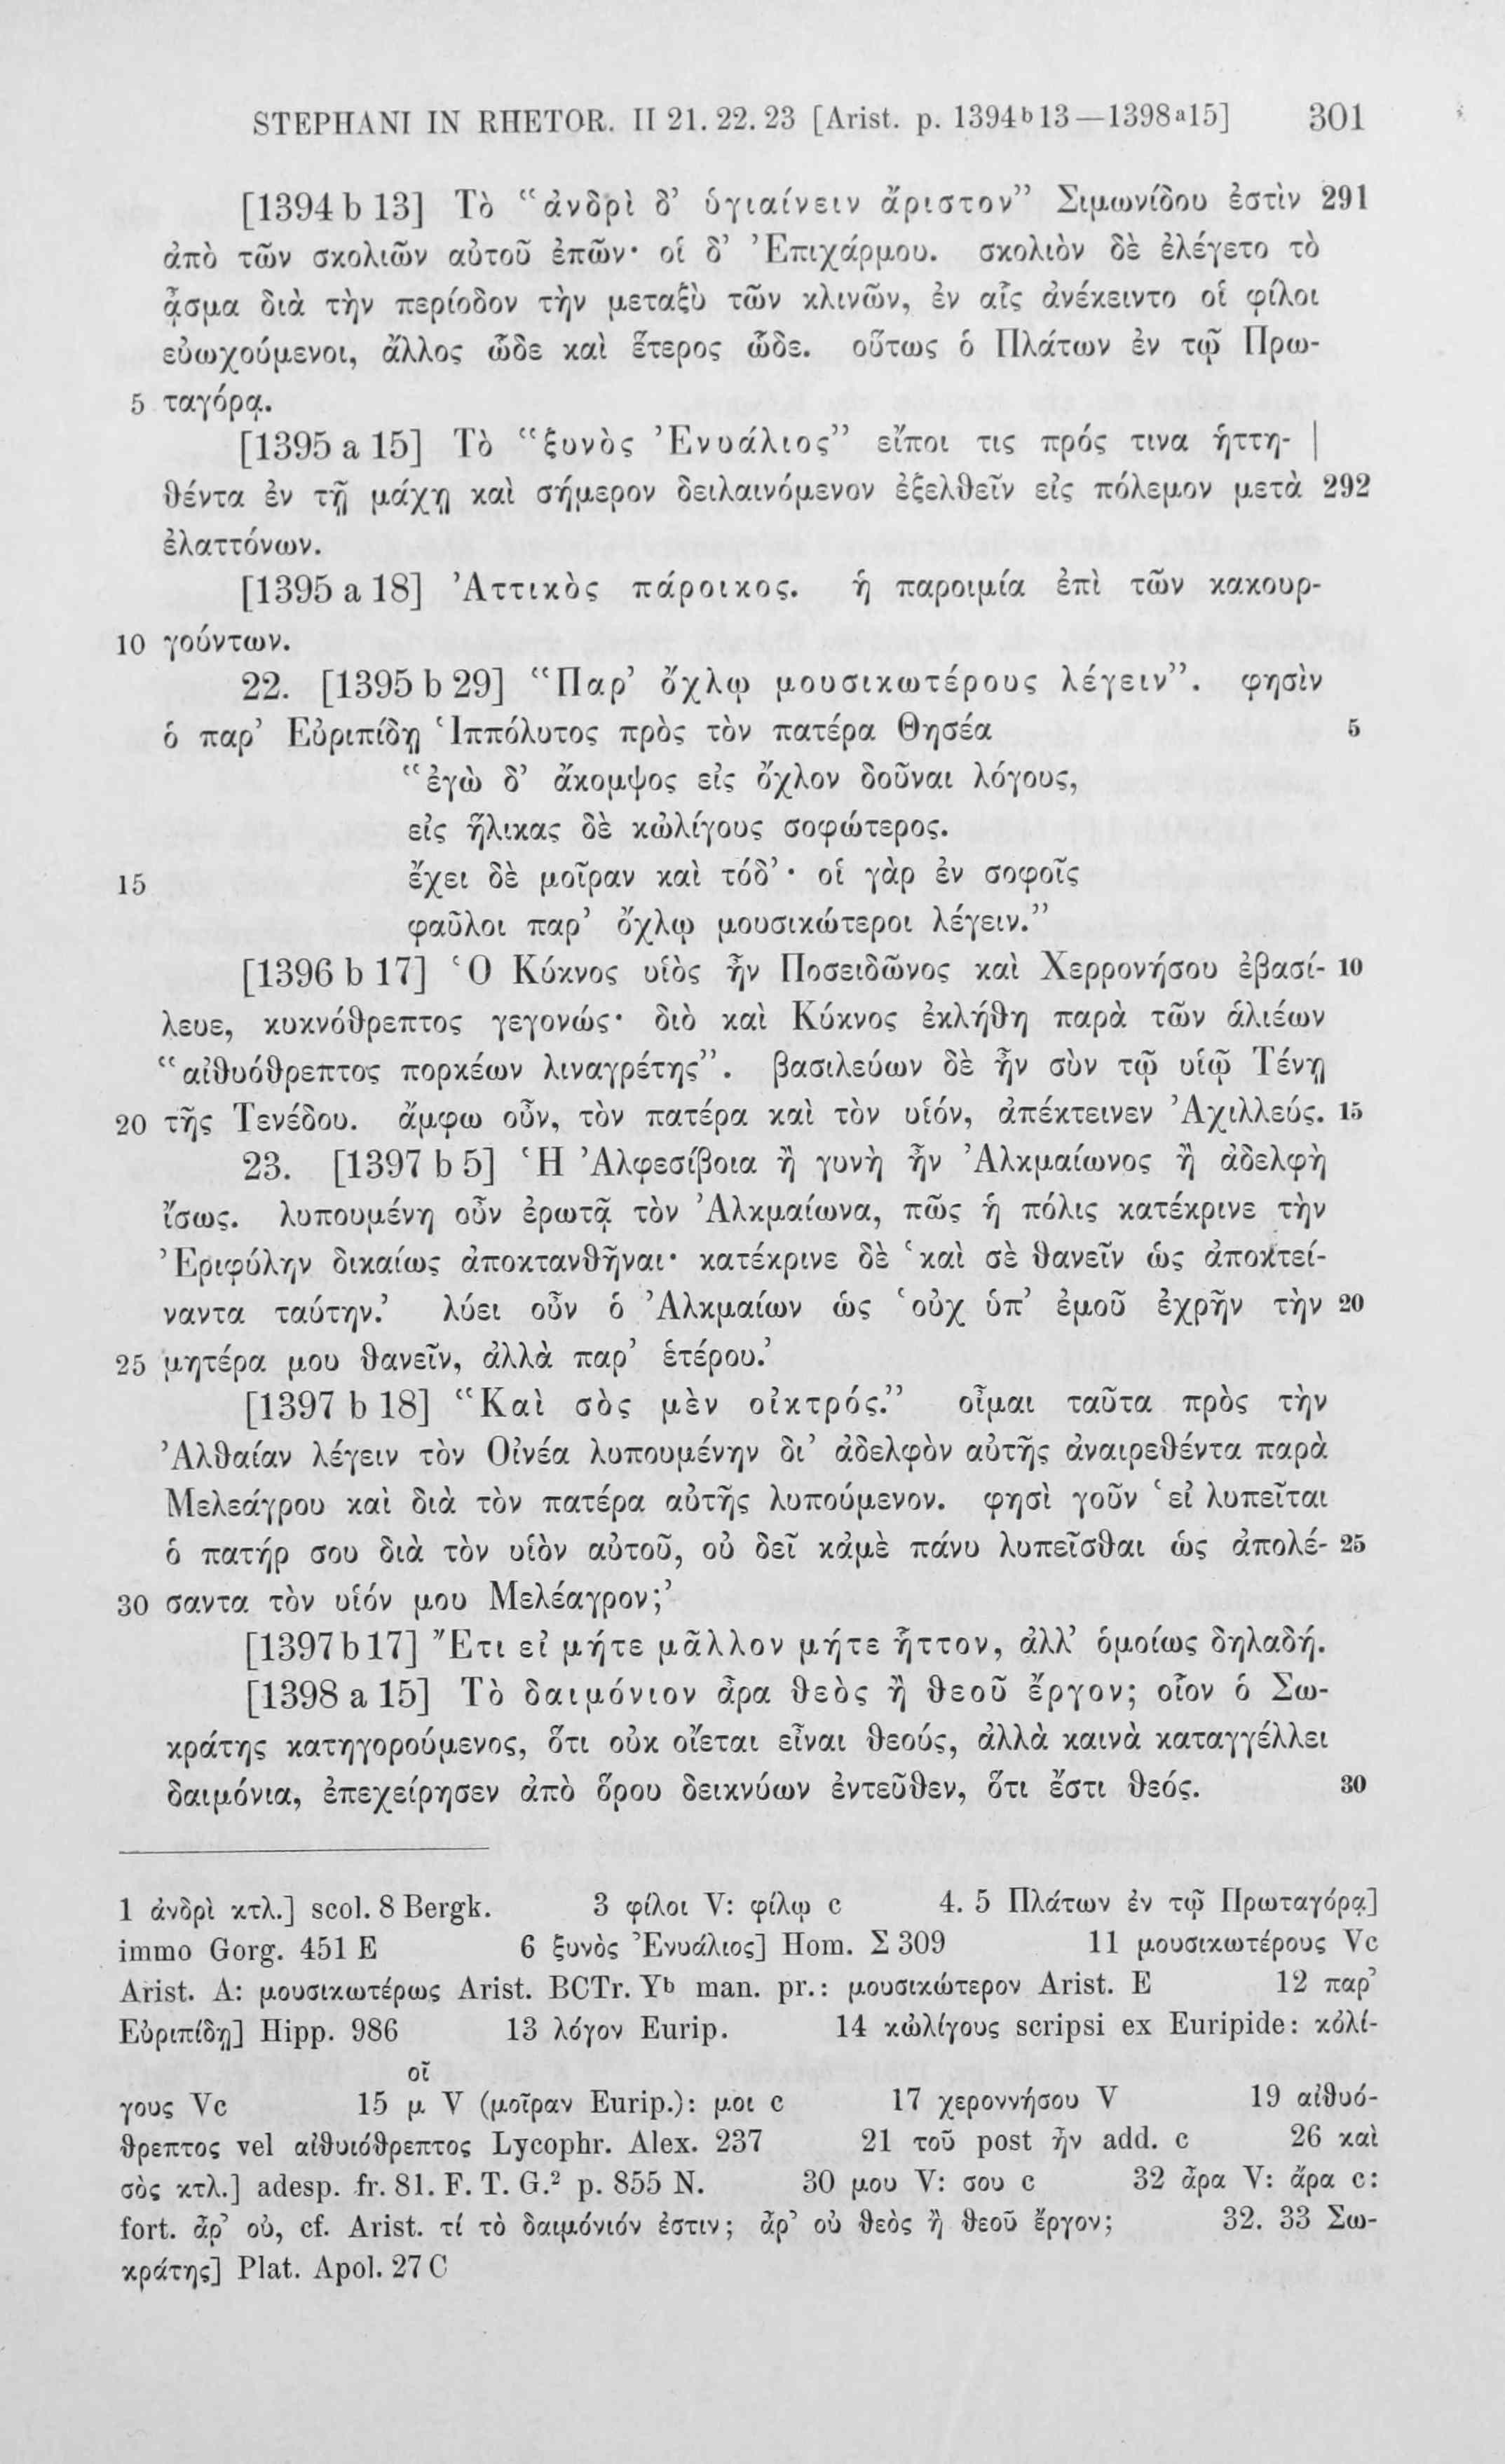 STEPHANI IN RHETOR. II 21. 22. 23 [Arist. p. 1394ᵇ13—1398ᵃ15] 301
[1394 b 13] Τὸ “ἀνδρὶ δ’ ὑγιαίνειν ἄριστον” Σιμωνίδου ἐστὶν 291
ἀπὸ τῶν σκολιῶν αὐτοῦ ἐπῶν· οἱ δ’ Ἐπιχάρμου. σκολιὸν δὲ ἐλέγετο τὸ
ᾆσμα διὰ τὴν περίοδον τὴν μεταξὺ τῶν κλινῶν, ἐν αἷς ἀνέκειντο οἱ φίλοι
εὐωχούμενοι, ἄλλος ὧδε καὶ ἕτερος ὧδε. οὕτως ὁ Πλάτων ἐν τῷ Πρω-
5 ταγόρᾳ.
[1395 a 15] Τὸ “ξυνὸς Ἐνυάλιος” εἴποι τις πρός τινα ἡττη- |
θέντα ἐν τῇ μάχῃ καὶ σήμερον δειλαινόμενον ἐξελθεῖν εἰς πόλεμον μετὰ 292
ἐλαττόνων.
[1395 a 18] Ἀττικὸς πάροικος. ἡ παροιμία ἐπὶ τῶν κακουρ-
10 γούντων.
22. [1395 b 29] “Παρ’ ὄχλῳ μουσικωτέρους λέγειν”. φησὶν
ὁ παρ’ Εὐριπίδῃ Ἱππόλυτος πρὸς τὸν πατέρα Θησέα 5
“ἐγὼ δ’ ἄκομψος εἰς ὄχλον δοῦναι λόγους,
εἰς ἥλικας δὲ κὠλίγους σοφώτερος.
15 ἔχει δὲ μοῖραν καὶ τόδ’· οἱ γὰρ ἐν σοφοῖς
φαῦλοι παρ’ ὄχλῳ μουσικώτεροι λέγειν.”
[1396 b 17] Ὁ Κύκνος υἱὸς ἦν Ποσειδῶνος καὶ Χερρονήσου ἐβασί- 10
λευε, κυκνόθρεπτος γεγονώς· διὸ καὶ Κύκνος ἐκλήθη παρὰ τῶν ἁλιέων
“αἰθυόθρεπτος πορκέων λιναγρέτης”. βασιλεύων δὲ ἦν σὺν τῷ υἱῷ Τένῃ
20 τῆς Τενέδου. ἄμφω οὖν, τὸν πατέρα καὶ τὸν υἱόν, ἀπέκτεινεν Ἀχιλλεύς. 15
23. [1397 b 5] Ἡ Ἀλφεσίβοια ἢ γυνὴ ἦν Ἀλκμαίωνος ἢ ἀδελφὴ
ἴσως. λυπουμένη οὖν ἐρωτᾷ τὸν Ἀλκμαίωνα, πῶς ἡ πόλις κατέκρινε τὴν
Ἐριφύλην δικαίως ἀποκτανθῆναι· κατέκρινε δὲ ‘καὶ σὲ θανεῖν ὡς ἀποκτεί-
ναντα ταύτην.’ λύει οὖν ὁ Ἀλκμαίων ὡς ‘οὐχ ὑπ’ ἐμοῦ ἐχρῆν τὴν 20
25 μητέρα μου θανεῖν, ἀλλὰ παρ’ ἑτέρου.’
[1397 b 18] “Καὶ σὸς μὲν οἰκτρός.” οἶμαι ταῦτα πρὸς τὴν
Ἀλθαίαν λέγειν τὸν Οἰνέα λυπουμένην δι’ ἀδελφὸν αὐτῆς ἀναιρεθέντα παρὰ
Μελεάγρου καὶ διὰ τὸν πατέρα αὐτῆς λυπούμενον. φησὶ γοῦν ‘εἰ λυπεῖται
ὁ πατήρ σου διὰ τὸν υἱὸν αὐτοῦ, οὐ δεῖ κἀμὲ πάνυ λυπεῖσθαι ὡς ἀπολέ- 25
30 σαντα τὸν υἱόν μου Μελέαγρον;’
[1397b17] Ἔτι εἰ μήτε μᾶλλον μήτε ἧττον, ἀλλ’ ὁμοίως δηλαδή.
[1398 a 15] Τὸ δαιμόνιον ἆρα θεὸς ἢ θεοῦ ἔργον; οἷον ὁ Σω-
κράτης κατηγορούμενος, ὅτι οὐκ οἴεται εἶναι θεούς, ἀλλὰ καινὰ καταγγέλλει
δαιμόνια, ἐπεχείρησεν ἀπὸ ὅρου δεικνύων ἐντεῦθεν, ὅτι ἔστι θεός. 30
1 ἀνδρὶ κτλ.] scol. 8 Bergk. 3 φίλοι V: φίλῳ c 4. 5 Πλάτων ἐν τῷ Πρωταγόρᾳ]
immo Gorg. 451 E 6 ξυνὸς Ἐνυάλιος] Hom. Σ 309 11 μουσικωτέρους Vc
Arist. A: μουσικωτέρως Arist. BCTr. Yᵇ man. pr.: μουσικώτερον Arist. E 12 παρ’
Εὐριπίδῃ] Hipp. 986 13 λόγον Eurip. 14 κὠλίγους scripsi ex Euripide: κὀλί-
οῖ
γους Vc 15 μ V (μοῖραν Eurip.): μοι c 17 χεροννήσου V 19 αἰθυό-
θρεπτος vel αἰθυιόθρεπτος Lycophr. Alex. 237 21 τοῦ post ἦν add. c 26 καὶ
σὸς κτλ.] adesp. fr. 81. F. T. G.² p. 855 N. 30 μου V: σου c 32 ἆρα V: ἄρα c:
fort. ἆρ’ οὐ, cf. Arist. τί τὸ δαιμόνιόν ἐστιν; ἆρ’ οὐ θεὸς ἢ θεοῦ ἔργον; 32. 33 Σω-
κράτης] Plat. Apol. 27 C